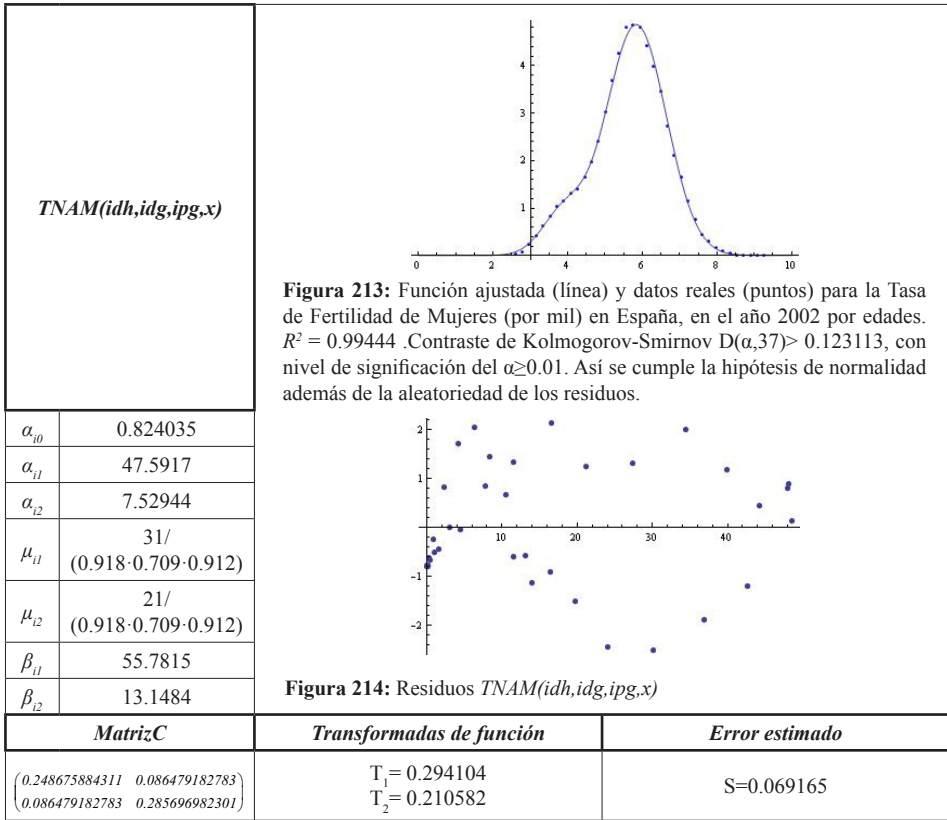 TNAM(idh,idg,ipg,x)
4
3
2
1
0 2 4 6 8 10
Figura 213: Función ajustada (línea) y datos reales (puntos) para la Tasa
de Fertilidad de Mujeres (por mil) en España, en el año 2002 por edades.
R² = 0.99444 .Contraste de Kolmogorov-Smirnov D(α,37)> 0.123113, con
nivel de significación del α≥0.01. Así se cumple la hipótesis de normalidad
además de la aleatoriedad de los residuos.
α_i0 0.824035
α_i1 47.5917
α_i2 7.52944
μ_i1 31/
(0.918·0.709·0.912)
μ_i2 21/
(0.918·0.709·0.912)
β_i1 55.7815
β_i2 13.1484
2
1
10 20 30 40
-1
-2
Figura 214: Residuos TNAM(idh,idg,ipg,x)
MatrizC Transformadas de función Error estimado
(0.248675884311 0.086479182783
0.086479182783 0.285696982301)
T₁= 0.294104
T₂= 0.210582
S=0.069165